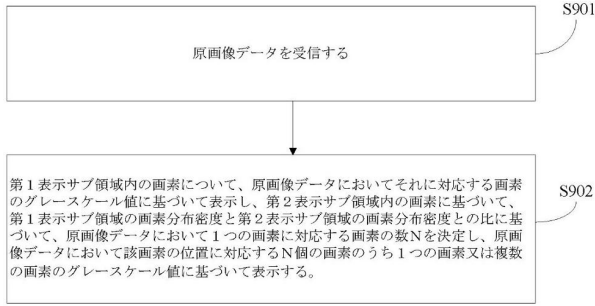 S901
原画像データを受信する
第1表示サブ領域内の画素について、原画像データにおいてそれに対応する画素
のグレースケール値に基づいて表示し、第2表示サブ領域内の画素に基づいて、
第1表示サブ領域の画素分布密度と第2表示サブ領域の画素分布密度との比に基
づいて、原画像データにおいて1つの画素に対応する画素の数Nを決定し、原画
像データにおいて該画素の位置に対応するN個の画素のうち1つの画素又は複数
の画素のグレースケール値に基づいて表示する。
S902